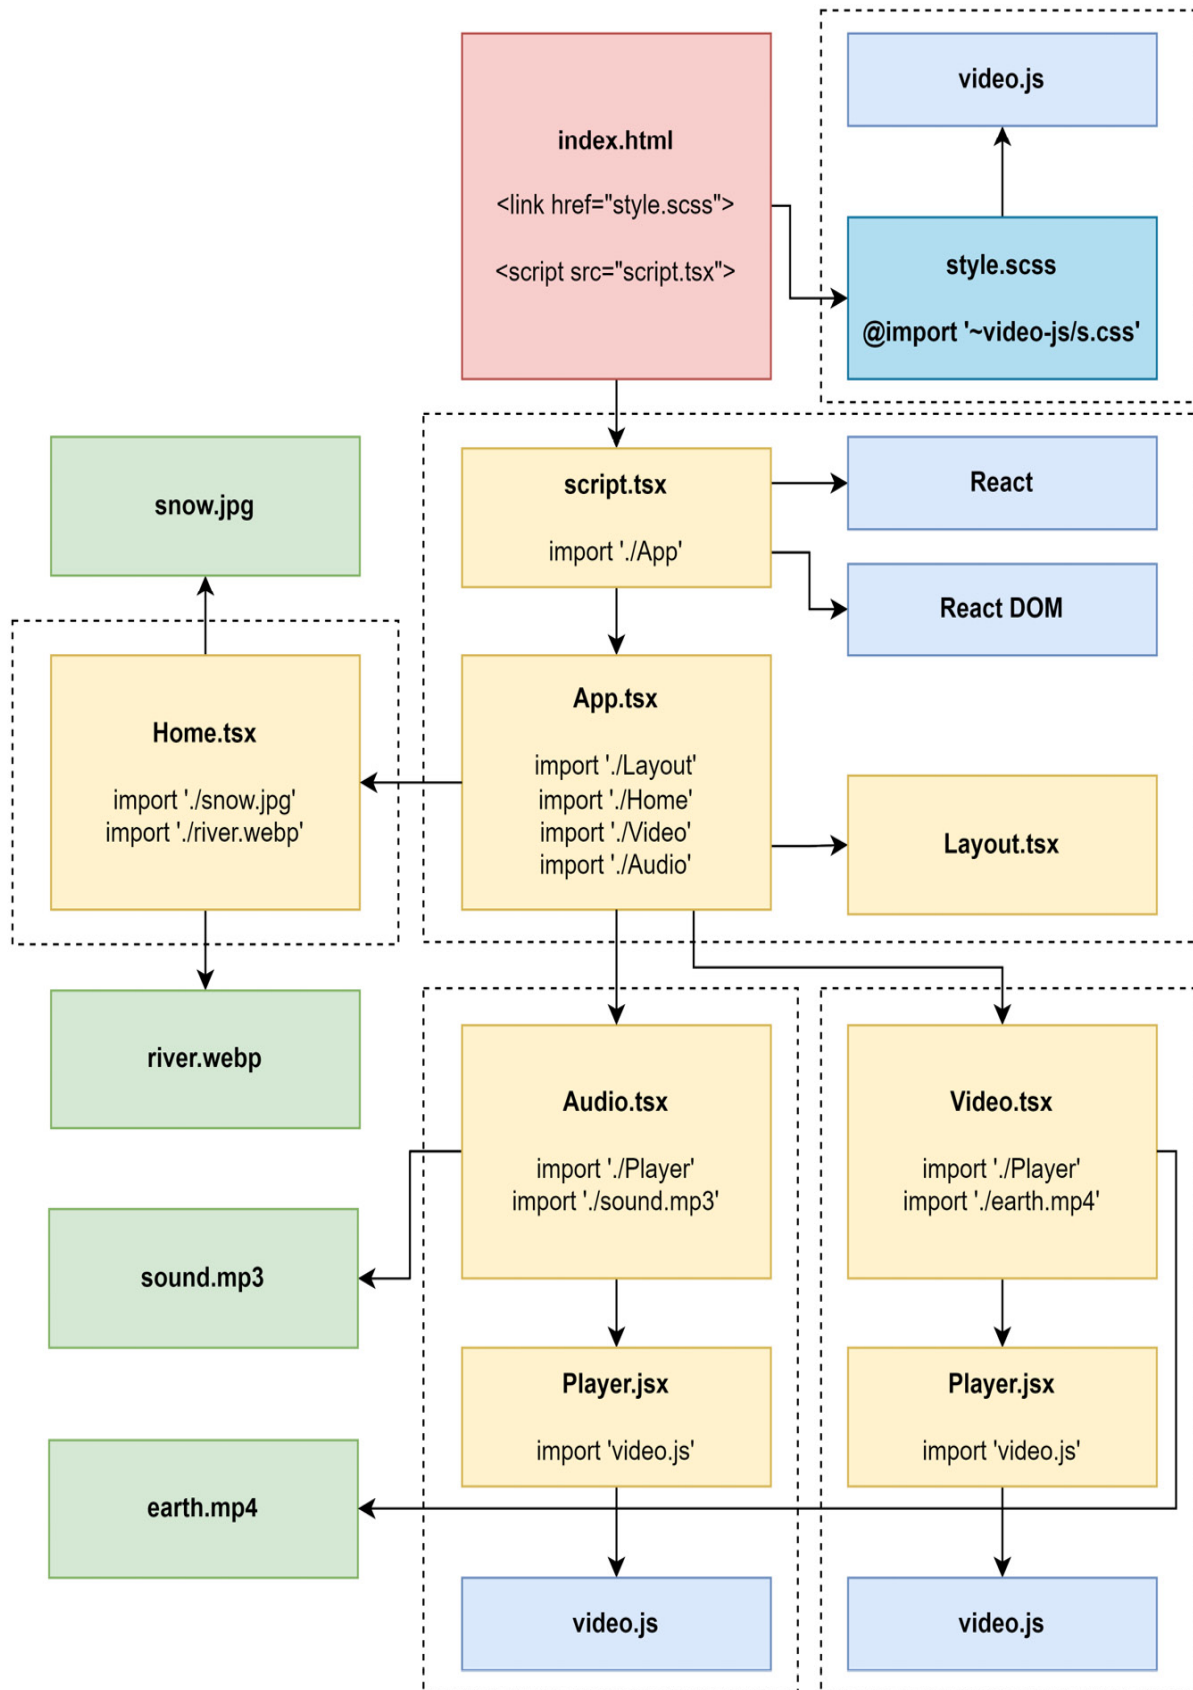 index.html
<link href="style.scss">
<script src="script.tsx">
video.js
style.scss
@import '~video-js/s.css'
snow.jpg
script.tsx
import './App'
React
React DOM
Home.tsx
import './snow.jpg'
import './river.webp'
App.tsx
import './Layout'
import './Home'
import './Video'
import './Audio'
Layout.tsx
river.webp
Audio.tsx
import './Player'
import './sound.mp3'
Video.tsx
import './Player'
import './earth.mp4'
sound.mp3
Player.jsx
import 'video.js'
Player.jsx
import 'video.js'
earth.mp4
video.js
video.js